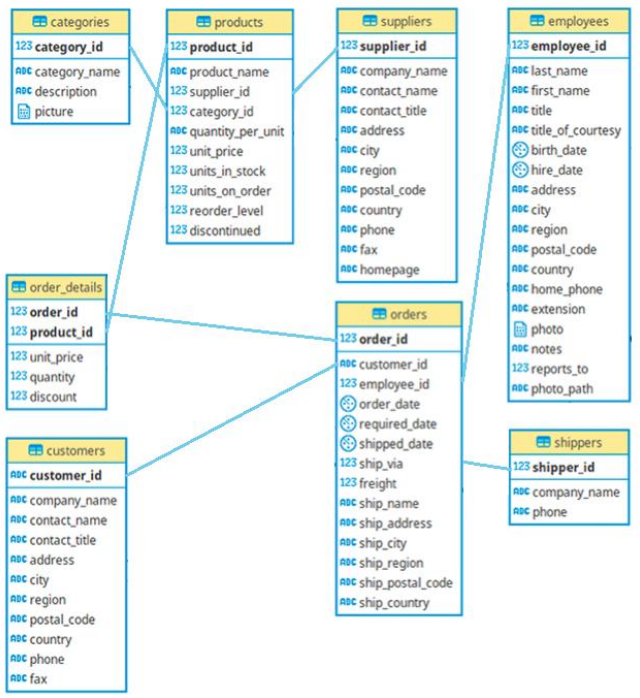 categories
123 category_id
ABC category_name
ABC description
picture
products
123 product_id
ABC product_name
123 supplier_id
123 category_id
ABC quantity_per_unit
123 unit_price
123 units_in_stock
123 units_on_order
123 reorder_level
123 discontinued
suppliers
123 supplier_id
ABC company_name
ABC contact_name
ABC contact_title
ABC address
ABC city
ABC region
ABC postal_code
ABC country
ABC phone
ABC fax
ABC homepage
employees
123 employee_id
ABC last_name
ABC first_name
ABC title
ABC title_of_courtesy
birth_date
hire_date
ABC address
ABC city
ABC region
ABC postal_code
ABC country
ABC home_phone
ABC extension
photo
ABC notes
123 reports_to
ABC photo_path
order_details
123 order_id
123 product_id
123 unit_price
123 quantity
123 discount
orders
123 order_id
ABC customer_id
123 employee_id
order_date
required_date
shipped_date
123 ship_via
123 freight
ABC ship_name
ABC ship_address
ABC ship_city
ABC ship_region
ABC ship_postal_code
ABC ship_country
customers
ABC customer_id
ABC company_name
ABC contact_name
ABC contact_title
ABC address
ABC city
ABC region
ABC postal_code
ABC country
ABC phone
ABC fax
shippers
123 shipper_id
ABC company_name
ABC phone